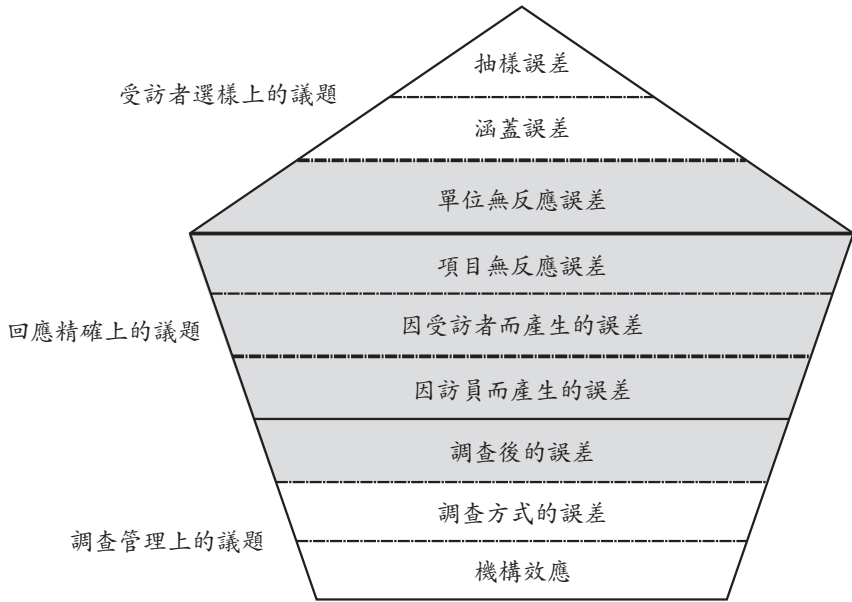 抽樣誤差
受訪者選樣上的議題
涵蓋誤差
單位無反應誤差
項目無反應誤差
因受訪者而產生的誤差
回應精確上的議題
因訪員而產生的誤差
調查後的誤差
調查方式的誤差
調查管理上的議題
機構效應